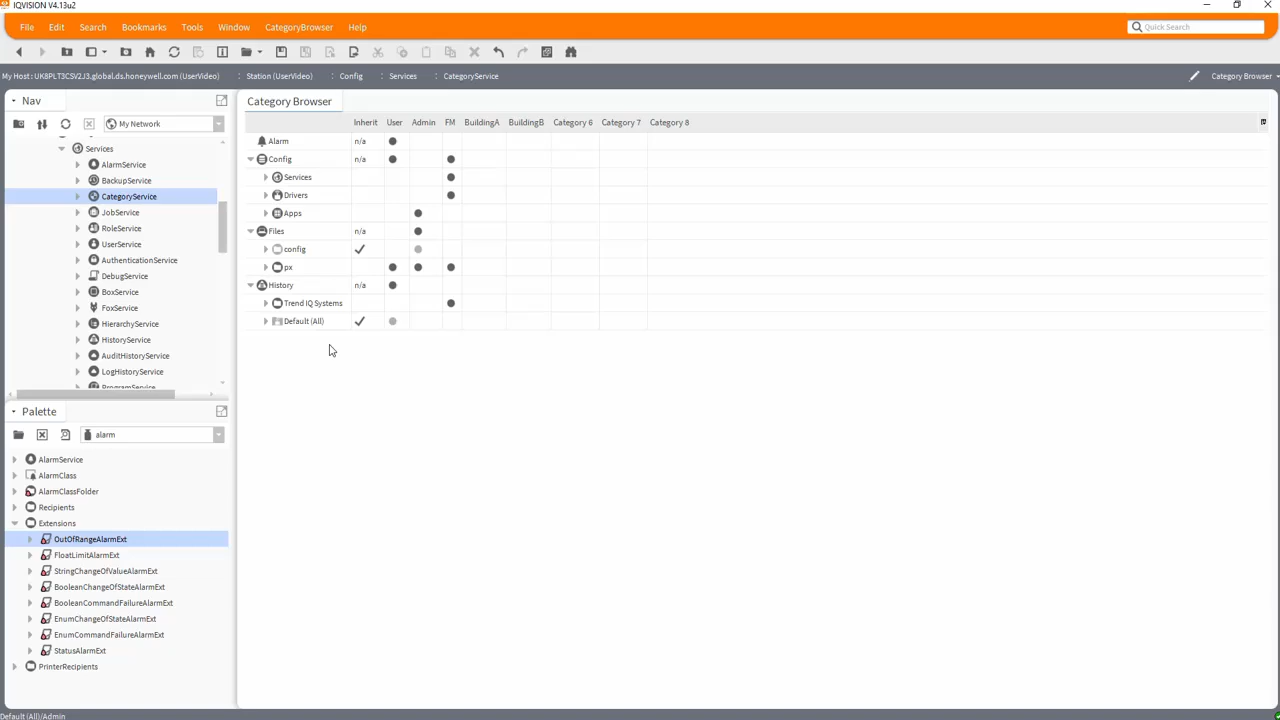 IQVISION V4.13u2
File Edit Search Bookmarks Tools Window CategoryBrowser Help
Quick Search
My Host : UK8PLT3CSV2J3.global.ds.honeywell.com (UserVideo) : Station (UserVideo) : Config : Services : CategoryService
Category Browser
Nav
My Network
Services
AlarmService
BackupService
CategoryService
JobService
RoleService
UserService
AuthenticationService
DebugService
BoxService
FoxService
HierarchyService
HistoryService
AuditHistoryService
LogHistoryService
ProgramService
Palette
alarm
AlarmService
AlarmClass
AlarmClassFolder
Recipients
Extensions
OutOfRangeAlarmExt
FloatLimitAlarmExt
StringChangeOfValueAlarmExt
BooleanChangeOfStateAlarmExt
BooleanCommandFailureAlarmExt
EnumChangeOfStateAlarmExt
EnumCommandFailureAlarmExt
StatusAlarmExt
PrinterRecipients
Category Browser
Inherit User Admin FM BuildingA BuildingB Category 6 Category 7 Category 8
Alarm n/a
Config n/a
Services
Drivers
Apps
Files n/a
config
px
History n/a
Trend IQ Systems
Default (All)
Default (All)/Admin